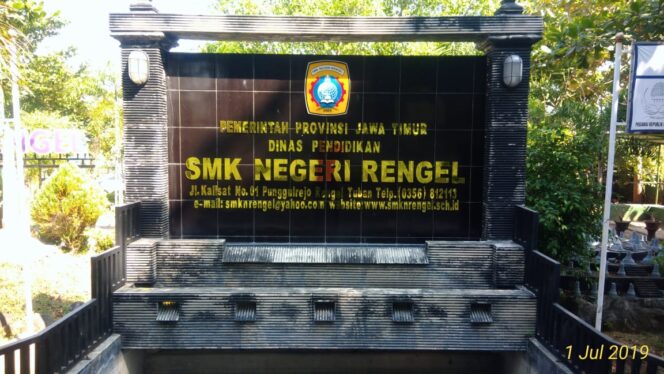 PEMERINTAH PROVINSI JAWA TIMUR
DINAS PENDIDIKAN
SMK NEGERI RENGEL
Jl. Kalisat No. 01 Punggulrejo Rengel Tuban Telp. (0356) 812113
e-mail: smknrengel@yahoo.com website www.smknrengel.sch.id
1 Jul 2019